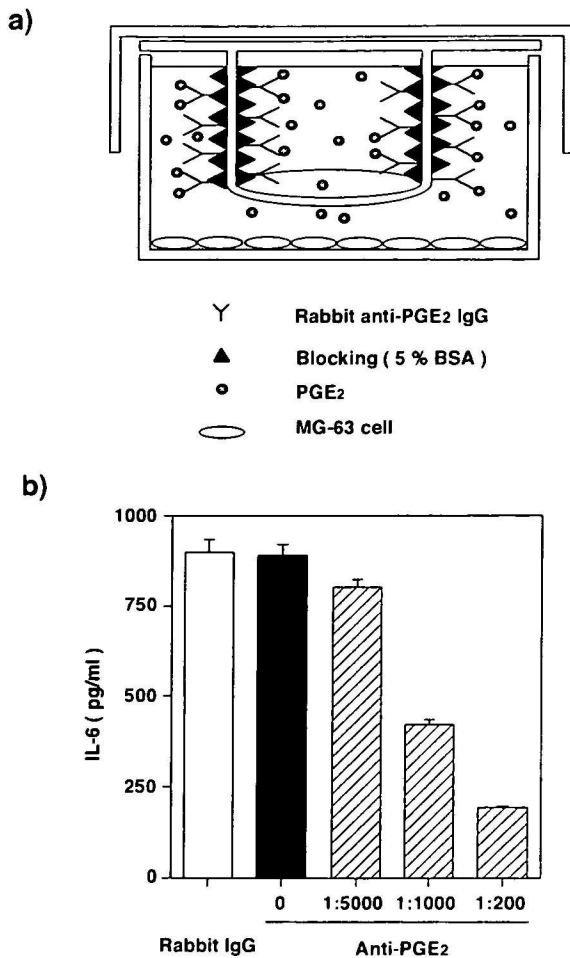 a)
Rabbit anti-PGE2 IgG
Blocking ( 5 % BSA )
PGE2
MG-63 cell
b)
1000
750
500
250
0
IL-6 ( pg/ml )
0 1:5000 1:1000 1:200
Rabbit IgG Anti-PGE2